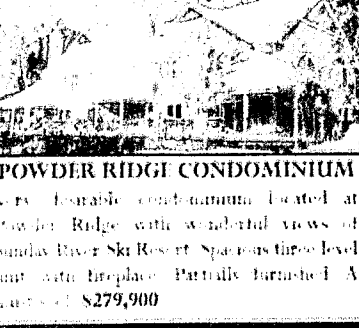 POWDER RIDGE CONDOMINIUM
Very desirable condominium located at
Powder Ridge with wonderful views of
Sunday River Ski Resort. Spacious three level
unit with fireplace. Partially furnished. A
$279,900